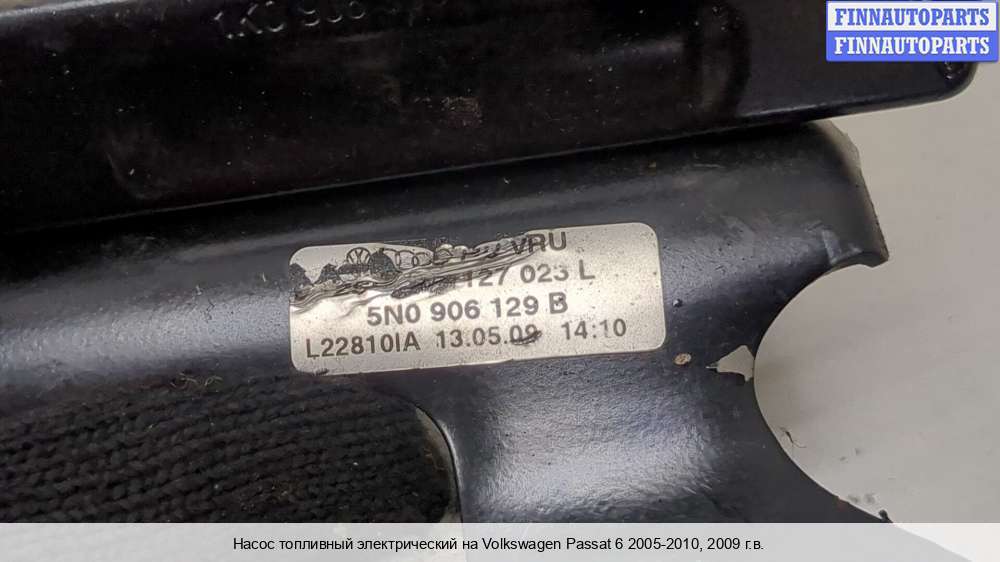 FINNAUTOPARTS
FINNAUTOPARTS
VRU
127 023 L
5N0 906 129 B
L22810IA 13.05.09 14:10
Насос топливный электрический на Volkswagen Passat 6 2005-2010, 2009 г.в.